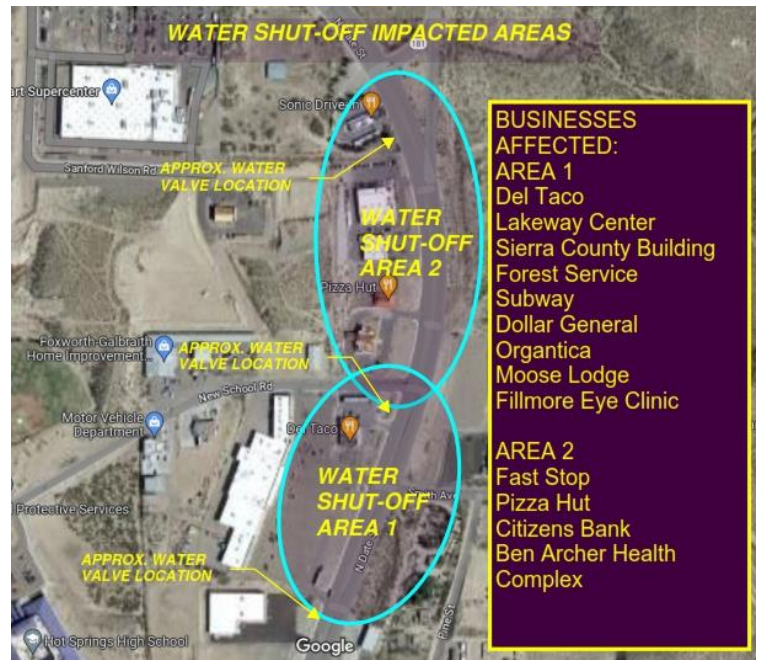 WATER SHUT-OFF IMPACTED AREAS
181
art Supercenter
Sonic Drive-In
APPROX. WATER
VALVE LOCATION
Sanford Wilson Rd
WATER
SHUT-OFF
AREA 2
Pizza Hut
Foxworth-Galbraith
Home Improvement...
APPROX. WATER
VALVE LOCATION
New School Rd
Motor Vehicle
Department
Del Taco
WATER
SHUT-OFF
AREA 1
Protective Services
N Date
APPROX. WATER
VALVE LOCATION
Pine St
Hot Springs High School
Google
BUSINESSES
AFFECTED:
AREA 1
Del Taco
Lakeway Center
Sierra County Building
Forest Service
Subway
Dollar General
Organtica
Moose Lodge
Fillmore Eye Clinic
AREA 2
Fast Stop
Pizza Hut
Citizens Bank
Ben Archer Health
Complex